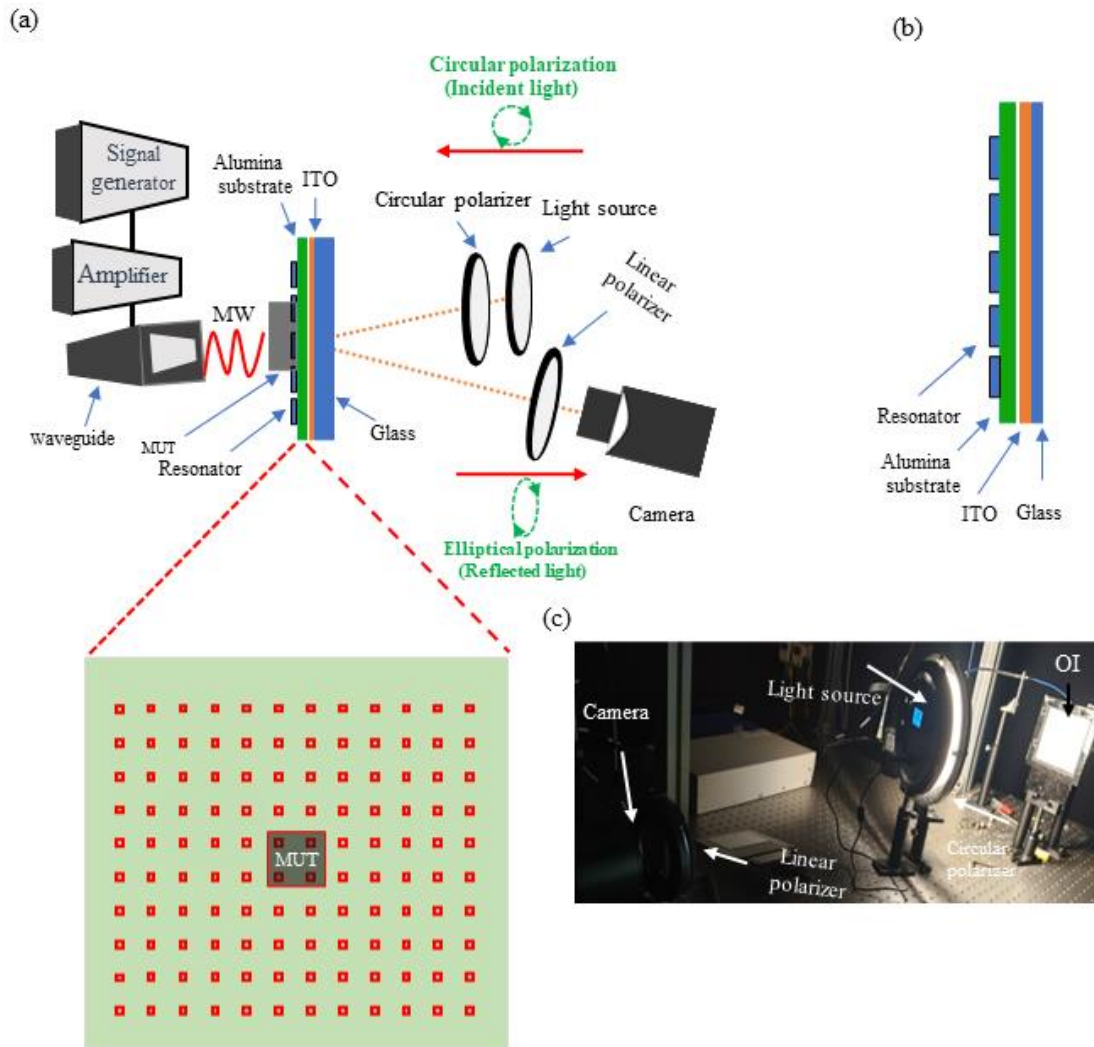 (a)
Circular polarization
(Incident light)
Signal
generator
Alumina
substrate
ITO
Circular polarizer
Light source
Linear
polarizer
Amplifier
MW
Waveguide
MUT
Resonator
Glass
Camera
Elliptical polarization
(Reflected light)
MUT
(b)
Resonator
Alumina
substrate
ITO
Glass
(c)
OI
Light source
Camera
Linear
polarizer
Circular
polarizer